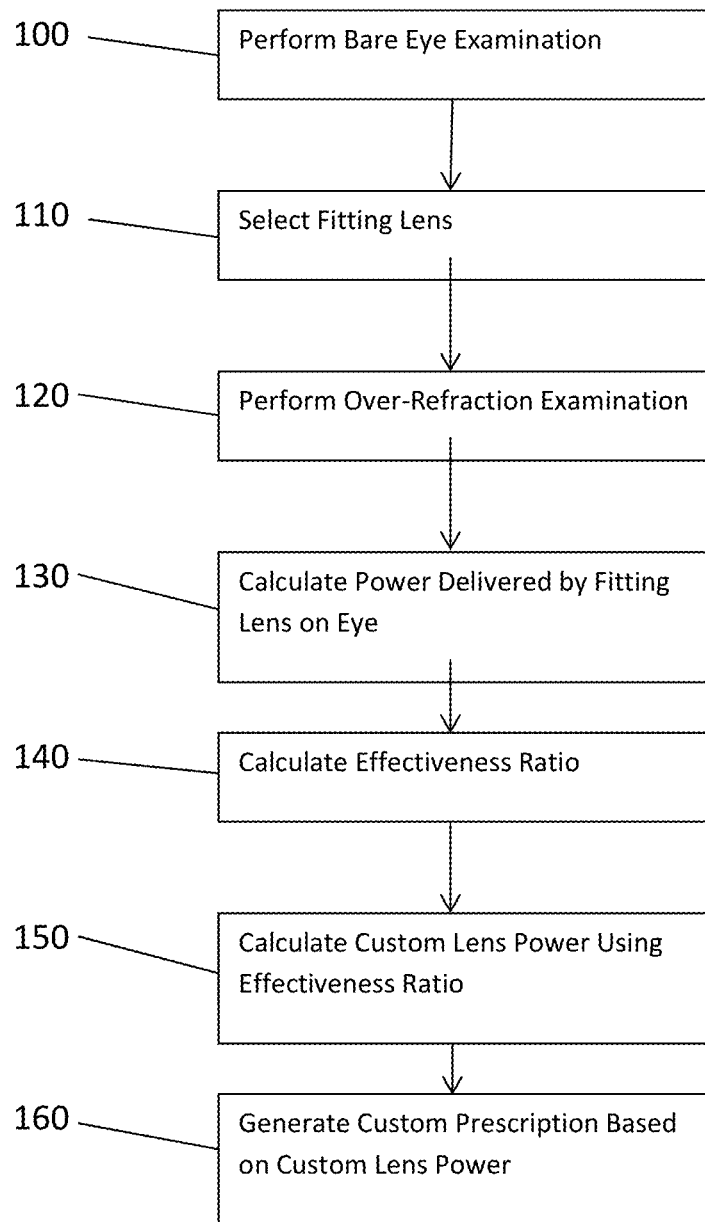 100 Perform Bare Eye Examination
110 Select Fitting Lens
120 Perform Over-Refraction Examination
130 Calculate Power Delivered by Fitting
Lens on Eye
140 Calculate Effectiveness Ratio
150 Calculate Custom Lens Power Using
Effectiveness Ratio
160 Generate Custom Prescription Based
on Custom Lens Power